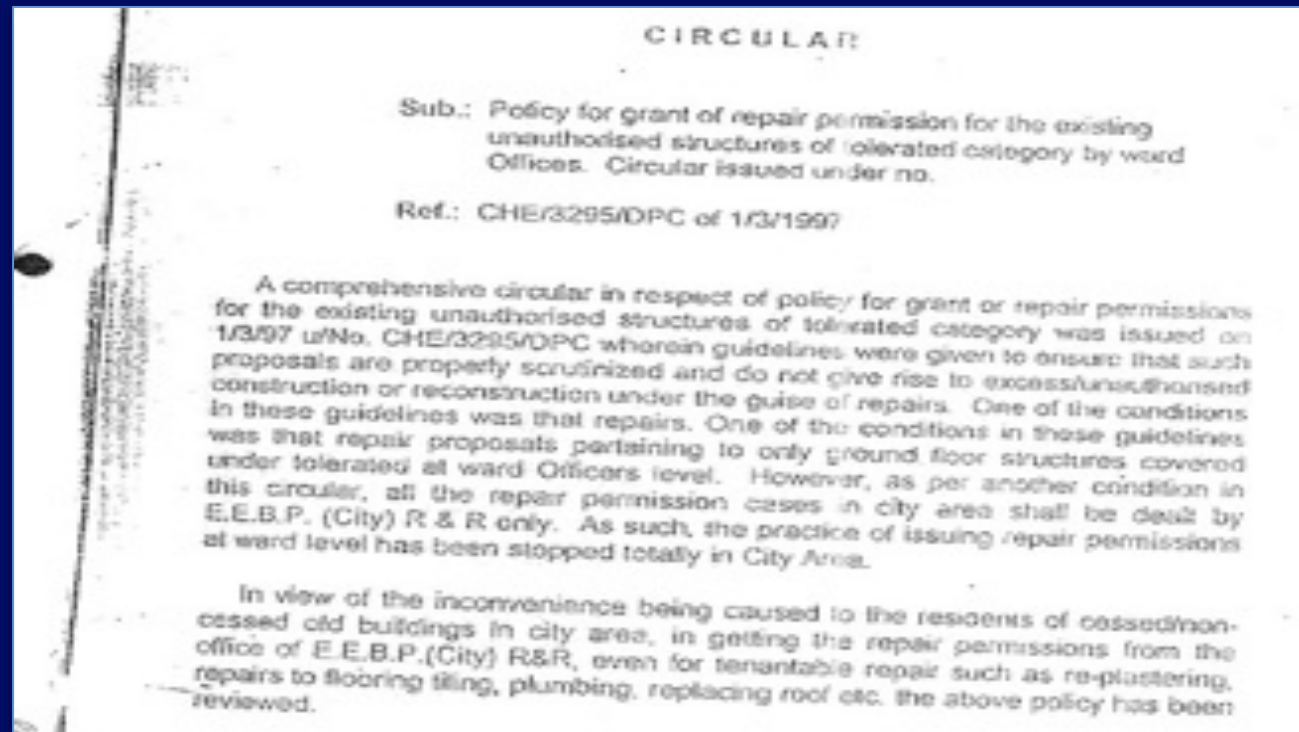 CIRCULAR
Sub.: Policy for grant of repair permission for the existing
unauthorised structures of tolerated category by ward
Offices. Circular issued under no.
Ref.: CHE/3295/DPC of 1/3/1997
A comprehensive circular in respect of policy for grant or repair permissions
for the existing unauthorised structures of tolerated category was issued on
1/3/97 u/No. CHE/3295/DPC wherein guidelines were given to ensure that such
proposals are properly scrutinized and do not give rise to excess/unauthorised
construction or reconstruction under the guise of repairs. One of the conditions
in these guidelines was that repairs. One of the conditions in these guidelines
was that repair proposals pertaining to only ground floor structures covered
under tolerated at ward Officers level. However, as per another condition in
this circular, all the repair permission cases in city area shall be dealt by
E.E.B.P. (City) R & R only. As such, the practice of issuing repair permissions
at ward level has been stopped totally in City Area.
In view of the inconvenience being caused to the residents of cessed/non-
cessed old buildings in city area, in getting the repair permissions from the
office of E.E.B.P.(City) R&R, even for tenantable repair such as re-plastering,
repairs to flooring tiling, plumbing, replacing roof etc. the above policy has been
reviewed.